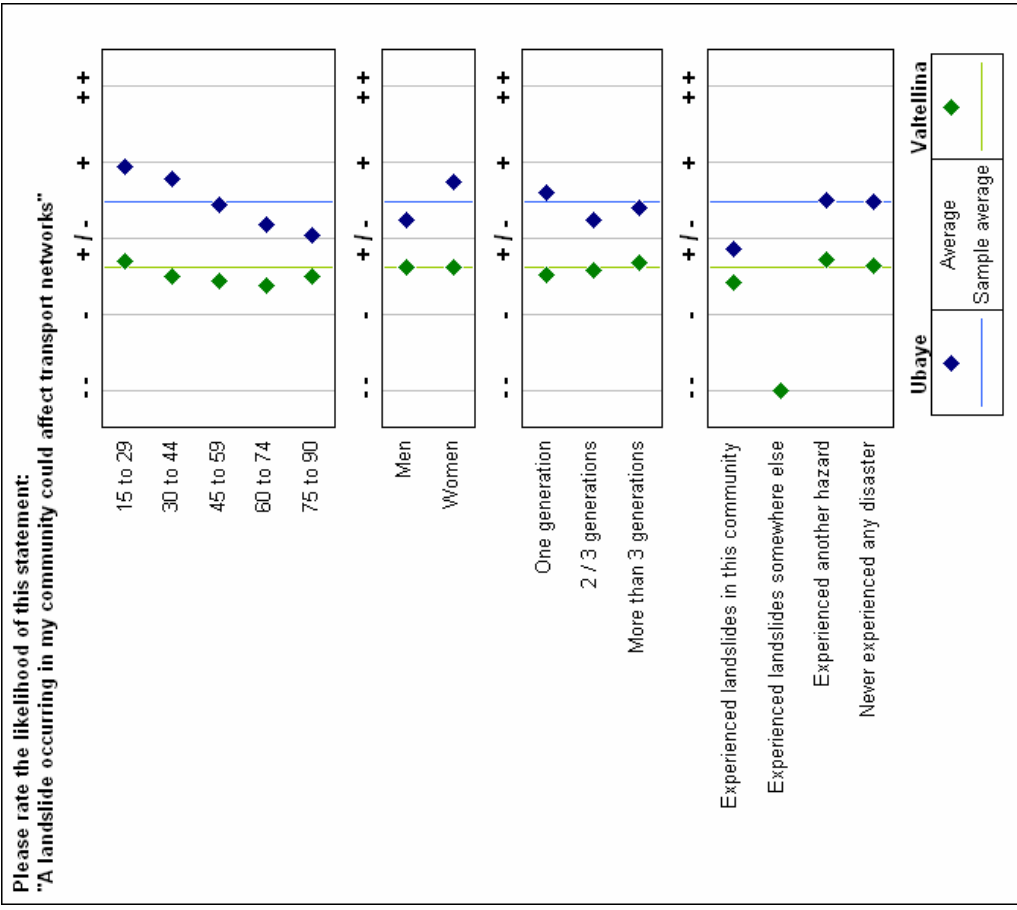 Please rate the likelihood of this statement:
"A landslide occurring in my community could affect transport networks"
-- - +/- + ++
15 to 29
30 to 44
45 to 59
60 to 74
75 to 90
-- - +/- + ++
Men
Women
-- - +/- + ++
One generation
2 / 3 generations
More than 3 generations
-- - +/- + ++
Experienced landslides in this community
Experienced landslides somewhere else
Experienced another hazard
Never experienced any disaster
Ubaye Valtellina
Average
Sample average